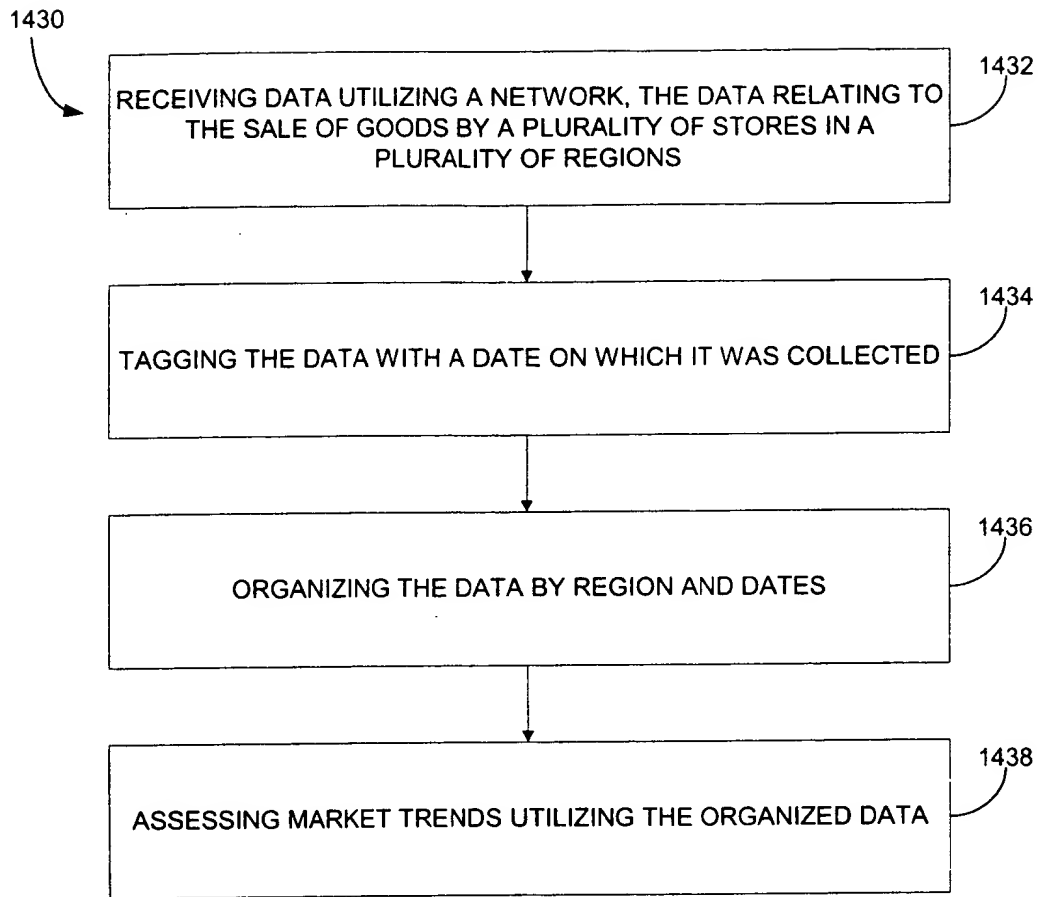 1430
1432
RECEIVING DATA UTILIZING A NETWORK, THE DATA RELATING TO
THE SALE OF GOODS BY A PLURALITY OF STORES IN A
PLURALITY OF REGIONS
1434
TAGGING THE DATA WITH A DATE ON WHICH IT WAS COLLECTED
1436
ORGANIZING THE DATA BY REGION AND DATES
1438
ASSESSING MARKET TRENDS UTILIZING THE ORGANIZED DATA